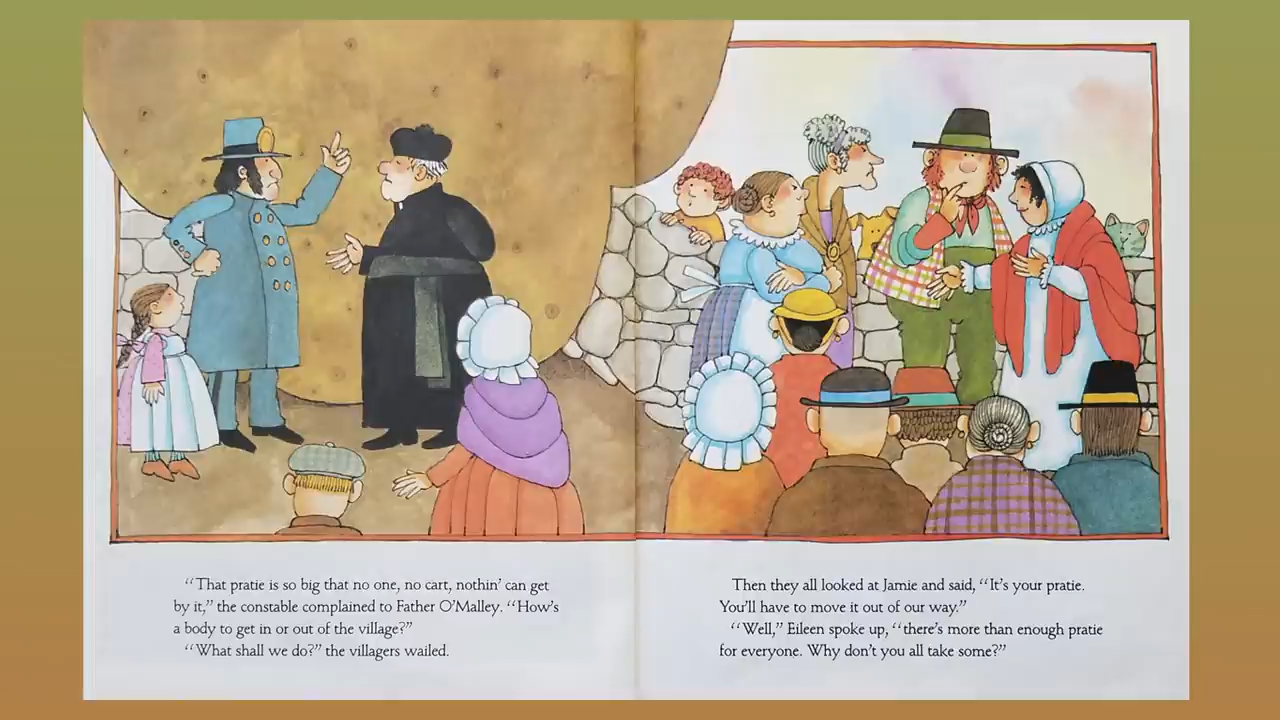 “That pratie is so big that no one, no cart, nothin’ can get
by it,” the constable complained to Father O’Malley. “How’s
a body to get in or out of the village?”
“What shall we do?” the villagers wailed.
Then they all looked at Jamie and said, “It’s your pratie.
You’ll have to move it out of our way.”
“Well,” Eileen spoke up, “there’s more than enough pratie
for everyone. Why don’t you all take some?”